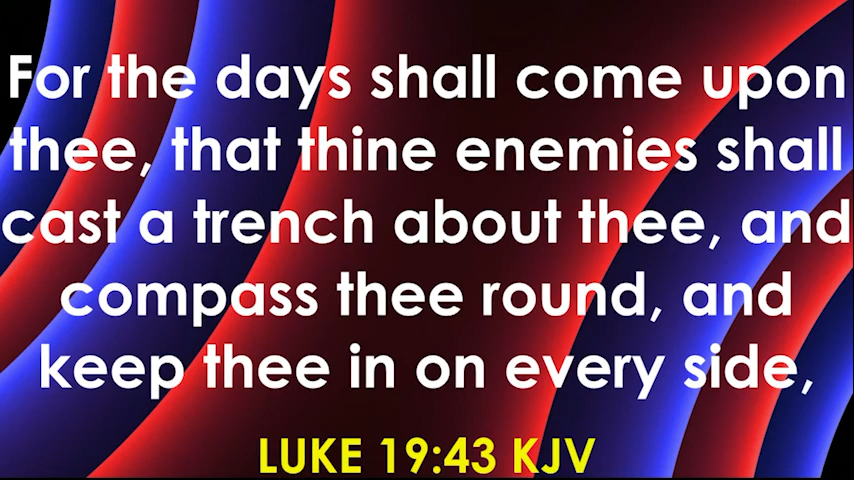 For the days shall come upon
thee, that thine enemies shall
cast a trench about thee, and
compass thee round, and
keep thee in on every side,
LUKE 19:43 KJV